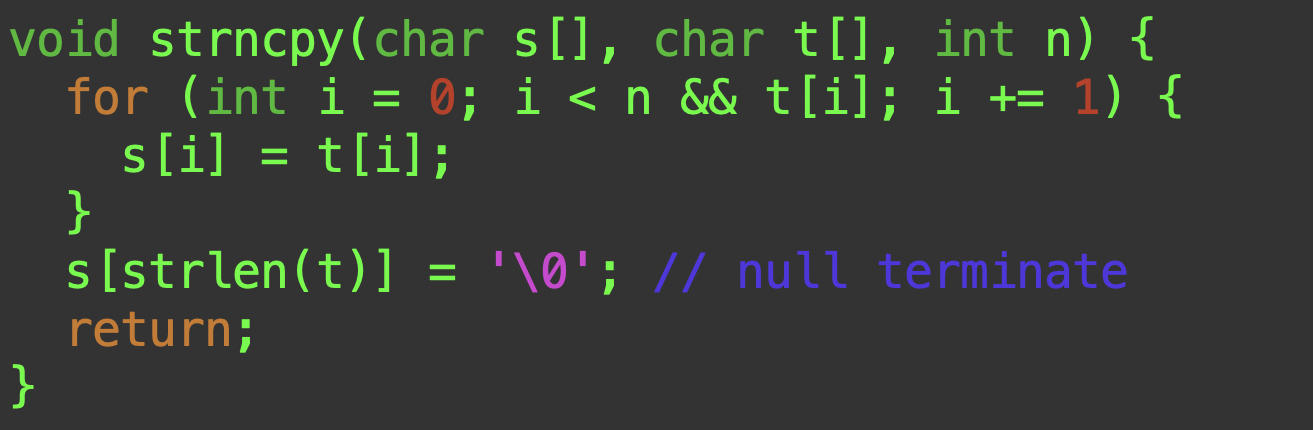 void strncpy(char s[], char t[], int n) {
  for (int i = 0; i < n && t[i]; i += 1) {
    s[i] = t[i];
  }
  s[strlen(t)] = '\0'; // null terminate
  return;
}